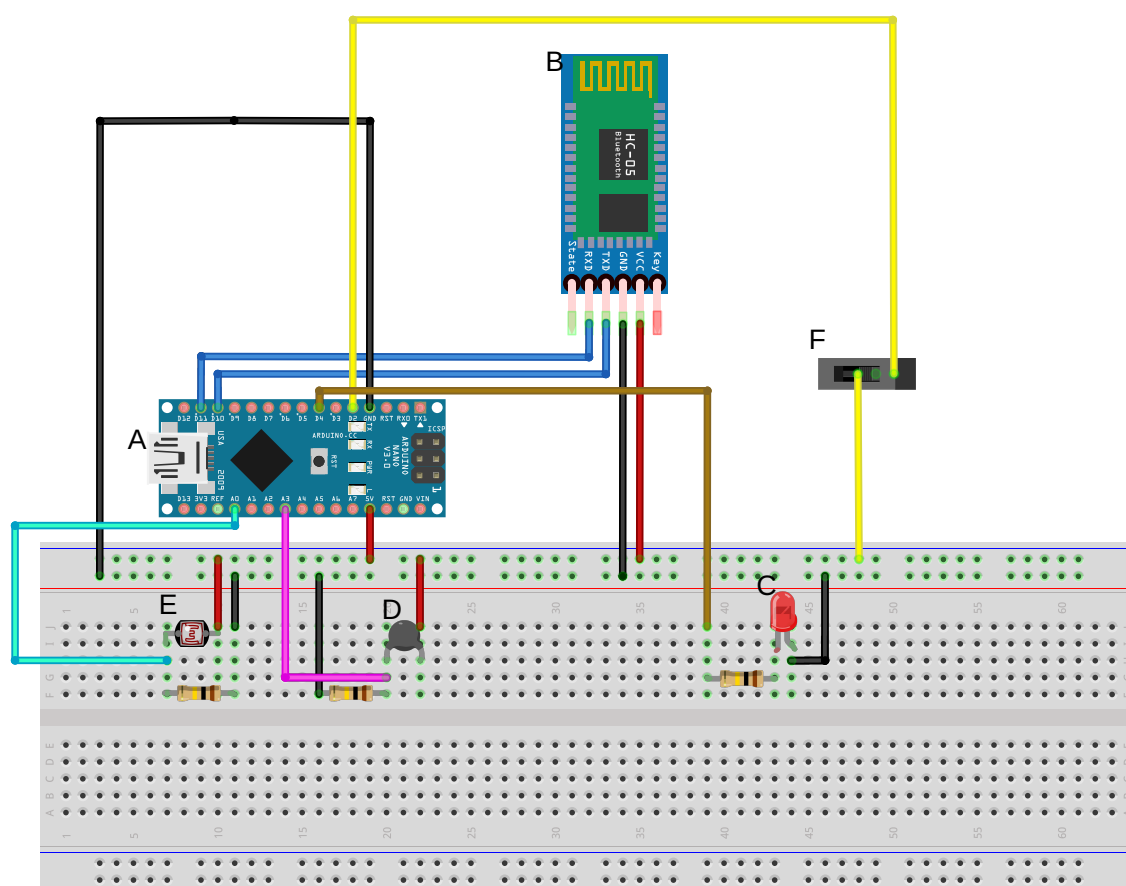 B
HC-05
Bluetooth
State
RXD
TXD
GND
VCC
Key
F
A
D12 D11 D10 D9 D8 D7 D6 D5 D4 D3 D2 GND RST RX0 TX1
USA
TX
RX
PWR
L
ARDUINO-CC
RST
ARDUINO
NANO
V3.0
ICSP
1
D13 3V3 REF A0 A1 A2 A3 A4 A5 A6 A7 5V RST GND VIN
E
D
C
1 5 10 15 20 25 30 35 40 45 50 55 60
J
I
H
G
F
E
D
C
B
A
1 5 10 15 20 25 30 35 40 45 50 55 60